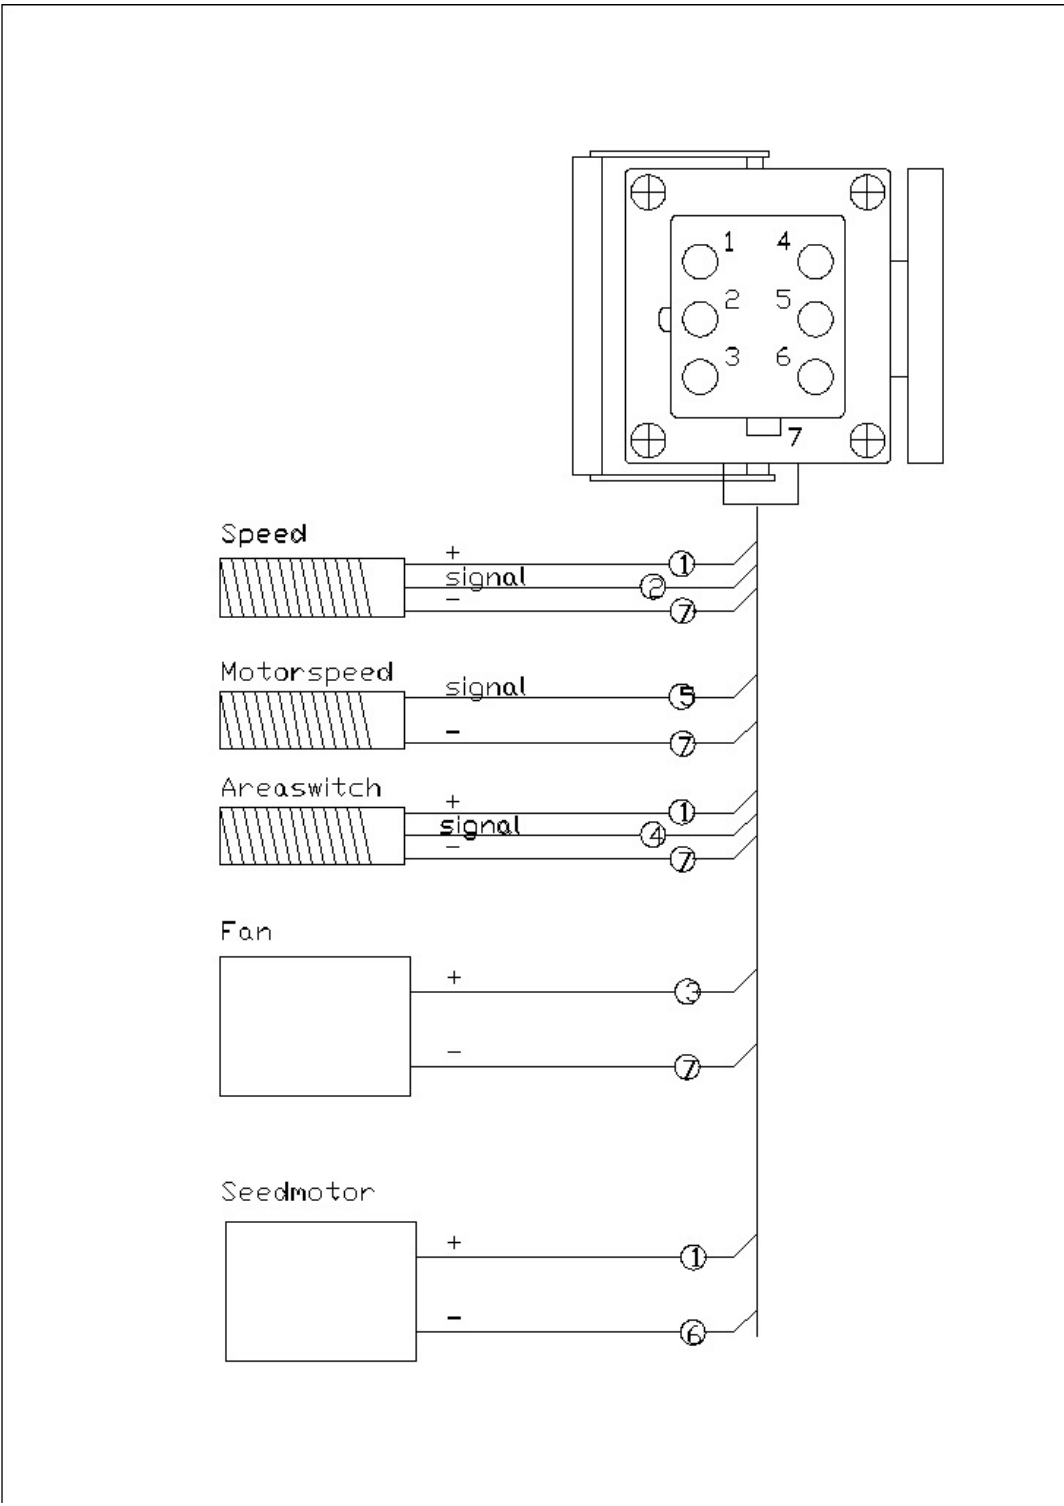 1 4
2 5
3 6
7
Speed
+ 1
signal 2
- 7
Motorspeed
signal 5
- 7
Areaswitch
+ 1
signal 4
- 7
Fan
+ 3
- 7
Seedmotor
+ 1
- 6